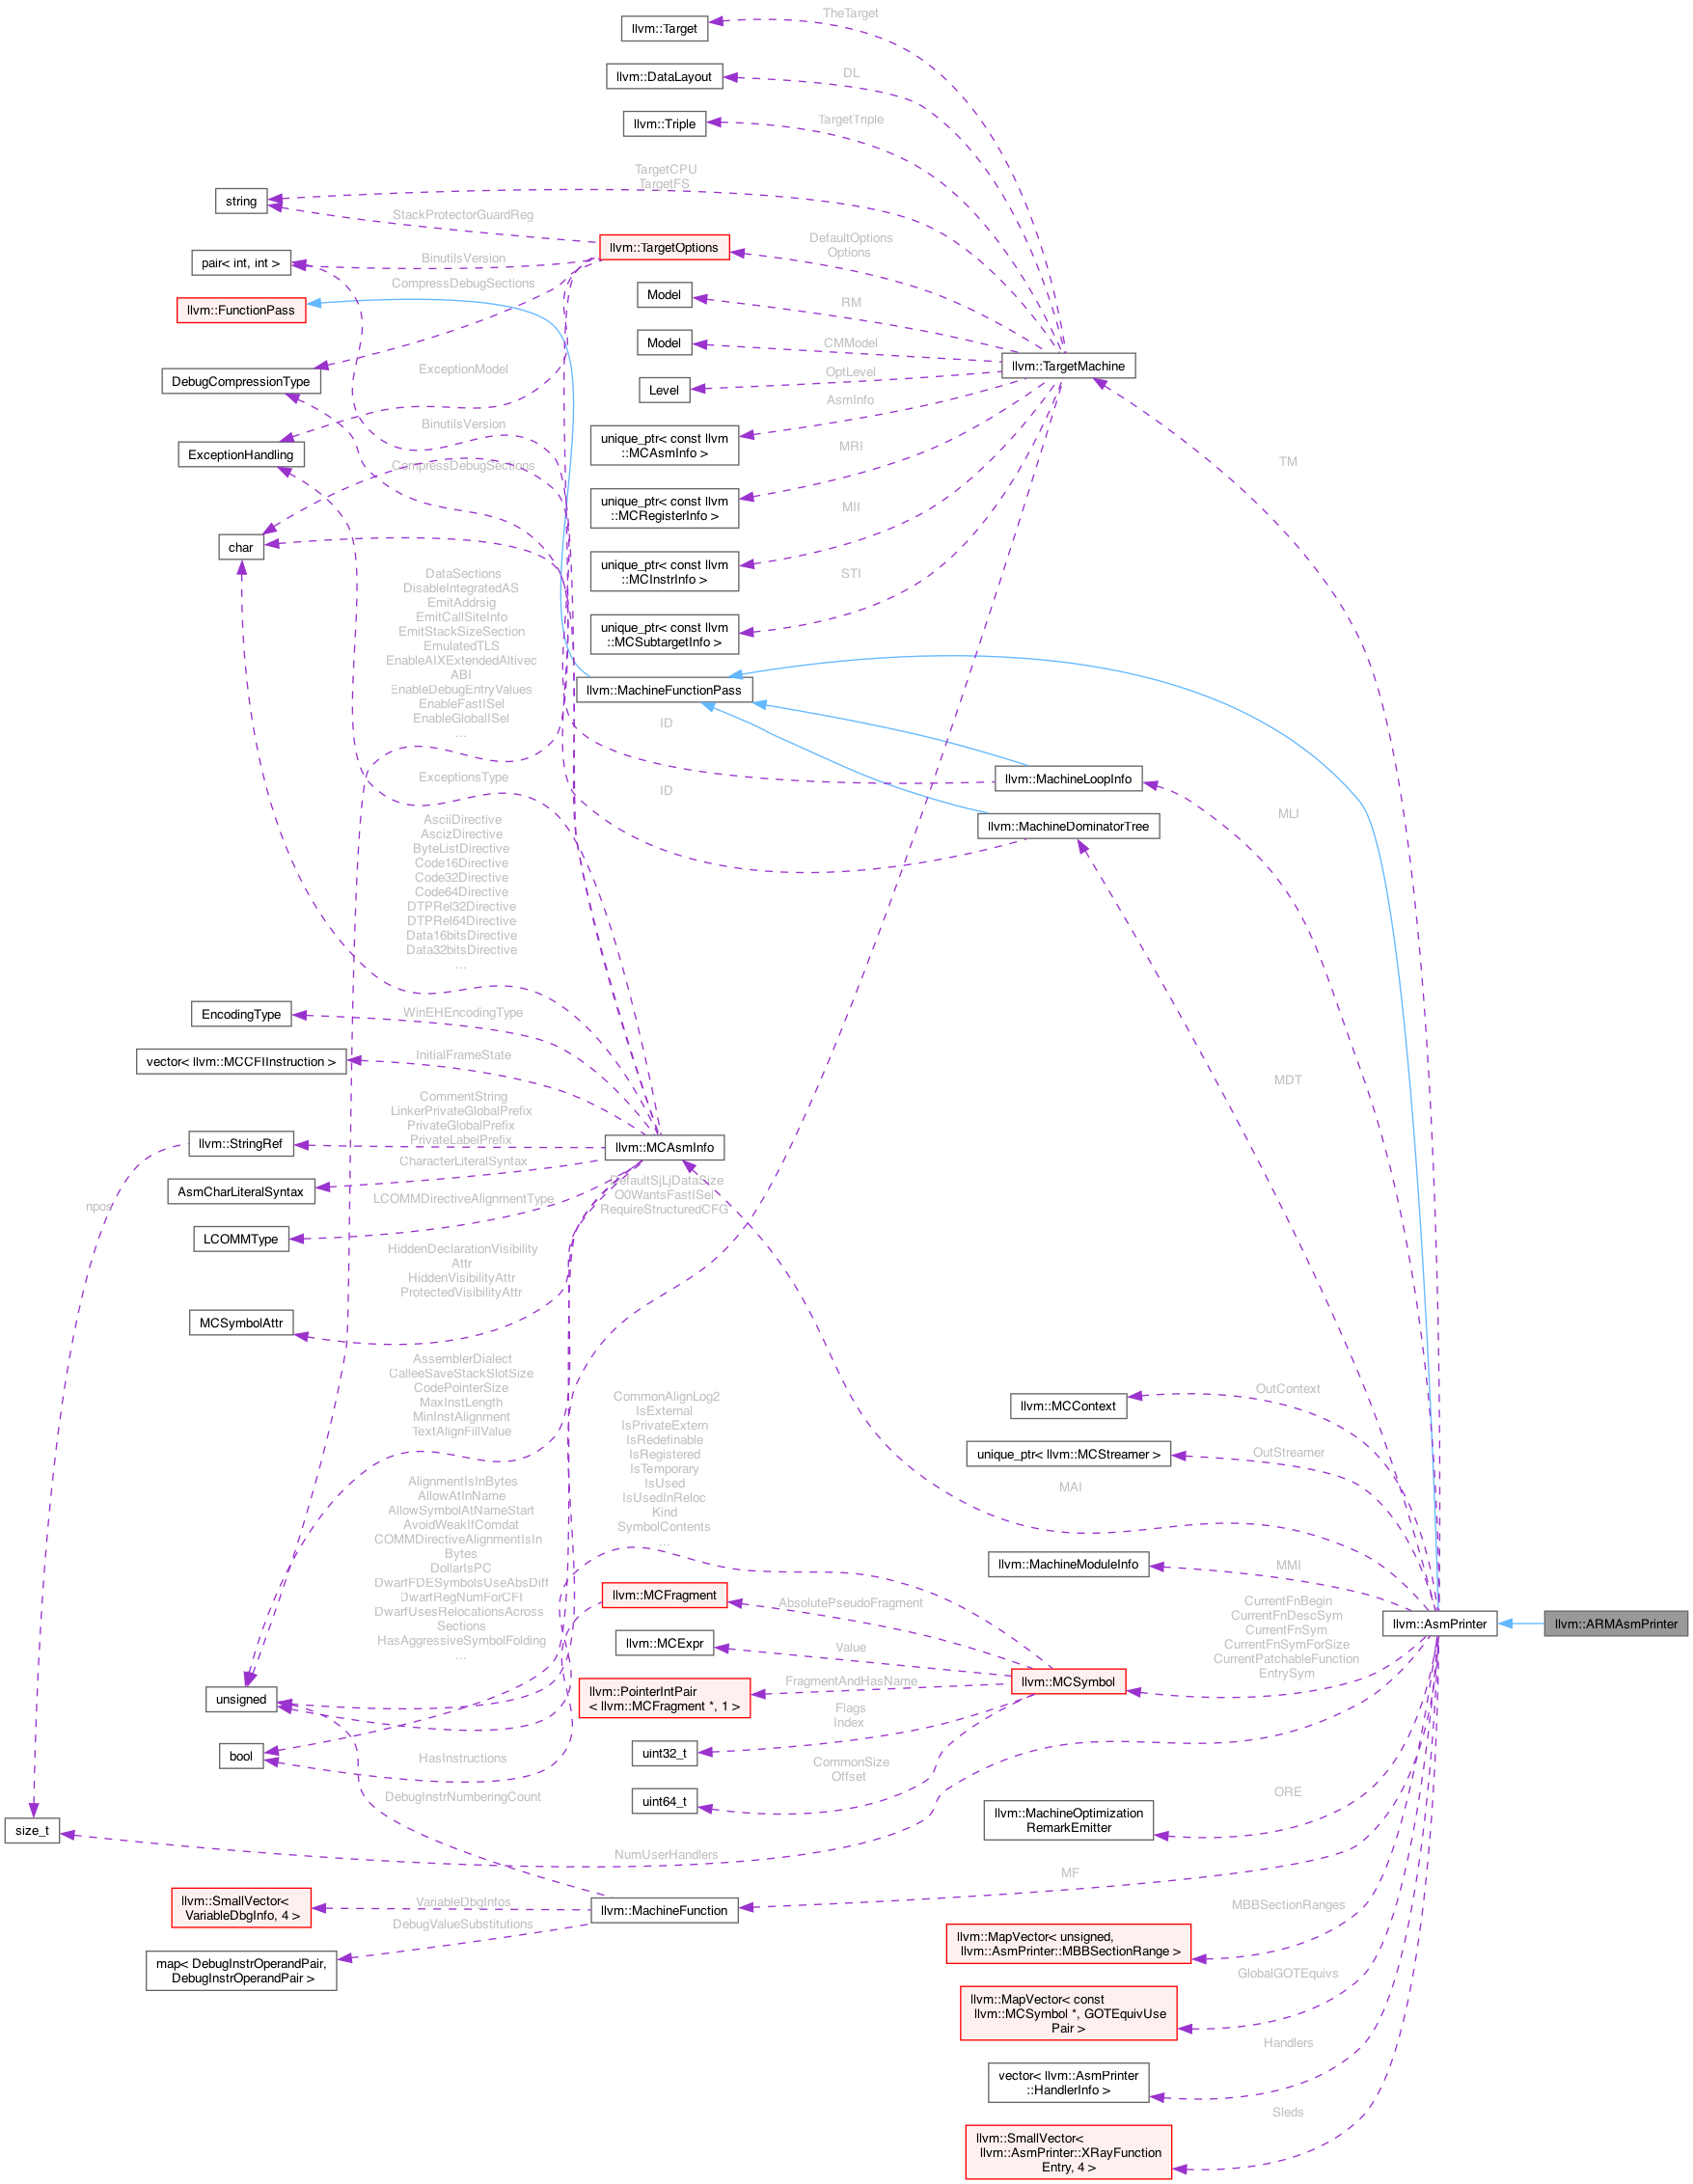 TheTarget
llvm::Target
DL
llvm::DataLayout
TargetTriple
llvm::Triple
TargetCPU
TargetFS
string
StackProtectorGuardReg
DefaultOptions
Options
llvm::TargetOptions
pair< int, int >
BinutilsVersion
CompressDebugSections
llvm::FunctionPass
Model
RM
Model
CMModel
llvm::TargetMachine
ExceptionModel
DebugCompressionType
Level
OptLevel
AsmInfo
BinutilsVersion
unique_ptr< const llvm
::MCAsmInfo >
MRI
ExceptionHandling
CompressDebugSections
TM
unique_ptr< const llvm
::MCRegisterInfo >
MII
char
unique_ptr< const llvm
::MCInstrInfo >
STI
DataSections
DisableIntegratedAS
EmitAddrsig
EmitCallSiteInfo
EmitStackSizeSection
EmulatedTLS
EnableAIXExtendedAltivec
ABI
EnableDebugEntryValues
EnableFastISel
EnableGlobalISel
...
unique_ptr< const llvm
::MCSubtargetInfo >
llvm::MachineFunctionPass
ID
ExceptionsType
llvm::MachineLoopInfo
ID
MLI
llvm::MachineDominatorTree
AsciiDirective
AscizDirective
ByteListDirective
Code16Directive
Code32Directive
Code64Directive
DTPRel32Directive
DTPRel64Directive
Data16bitsDirective
Data32bitsDirective
...
EncodingType
WinEHEncodingType
vector< llvm::MCCFIInstruction >
InitialFrameState
MDT
CommentString
LinkerPrivateGlobalPrefix
PrivateGlobalPrefix
PrivateLabelPrefix
llvm::StringRef
llvm::MCAsmInfo
CharacterLiteralSyntax
AsmCharLiteralSyntax
DefaultSjLjDataSize
O0WantsFastISel
RequireStructuredCFG
LCOMMDirectiveAlignmentType
npos
LCOMMType
HiddenDeclarationVisibility
Attr
HiddenVisibilityAttr
ProtectedVisibilityAttr
MCSymbolAttr
AssemblerDialect
CalleeSaveStackSlotSize
CodePointerSize
MaxInstLength
MinInstAlignment
TextAlignFillValue
OutContext
llvm::MCContext
CommonAlignLog2
IsExternal
IsPrivateExtern
IsRedefinable
IsRegistered
IsTemporary
IsUsed
IsUsedInReloc
Kind
SymbolContents
...
OutStreamer
unique_ptr< llvm::MCStreamer >
MAI
AlignmentIsInBytes
AllowAtInName
AllowSymbolAtNameStart
AvoidWeakIfComdat
COMMDirectiveAlignmentIsIn
Bytes
DollarIsPC
DwarfFDESymbolsUseAbsDiff
DwarfRegNumForCFI
DwarfUsesRelocationsAcross
Sections
HasAggressiveSymbolFolding
...
MMI
llvm::MachineModuleInfo
llvm::MCFragment
AbsolutePseudoFragment
CurrentFnBegin
CurrentFnDescSym
CurrentFnSym
CurrentFnSymForSize
CurrentPatchableFunction
EntrySym
llvm::AsmPrinter
llvm::ARMAsmPrinter
llvm::MCExpr
Value
FragmentAndHasName
llvm::MCSymbol
llvm::PointerIntPair
< llvm::MCFragment *, 1 >
unsigned
Flags
Index
uint32_t
bool
HasInstructions
CommonSize
Offset
uint64_t
DebugInstrNumberingCount
ORE
llvm::MachineOptimization
RemarkEmitter
size_t
NumUserHandlers
MF
llvm::SmallVector<
VariableDbgInfo, 4 >
VariableDbgInfos
llvm::MachineFunction
MBBSectionRanges
DebugValueSubstitutions
llvm::MapVector< unsigned,
llvm::AsmPrinter::MBBSectionRange >
map< DebugInstrOperandPair,
DebugInstrOperandPair >
GlobalGOTEquivs
llvm::MapVector< const
llvm::MCSymbol *, GOTEquivUse
Pair >
Handlers
vector< llvm::AsmPrinter
::HandlerInfo >
Sleds
llvm::SmallVector<
llvm::AsmPrinter::XRayFunction
Entry, 4 >